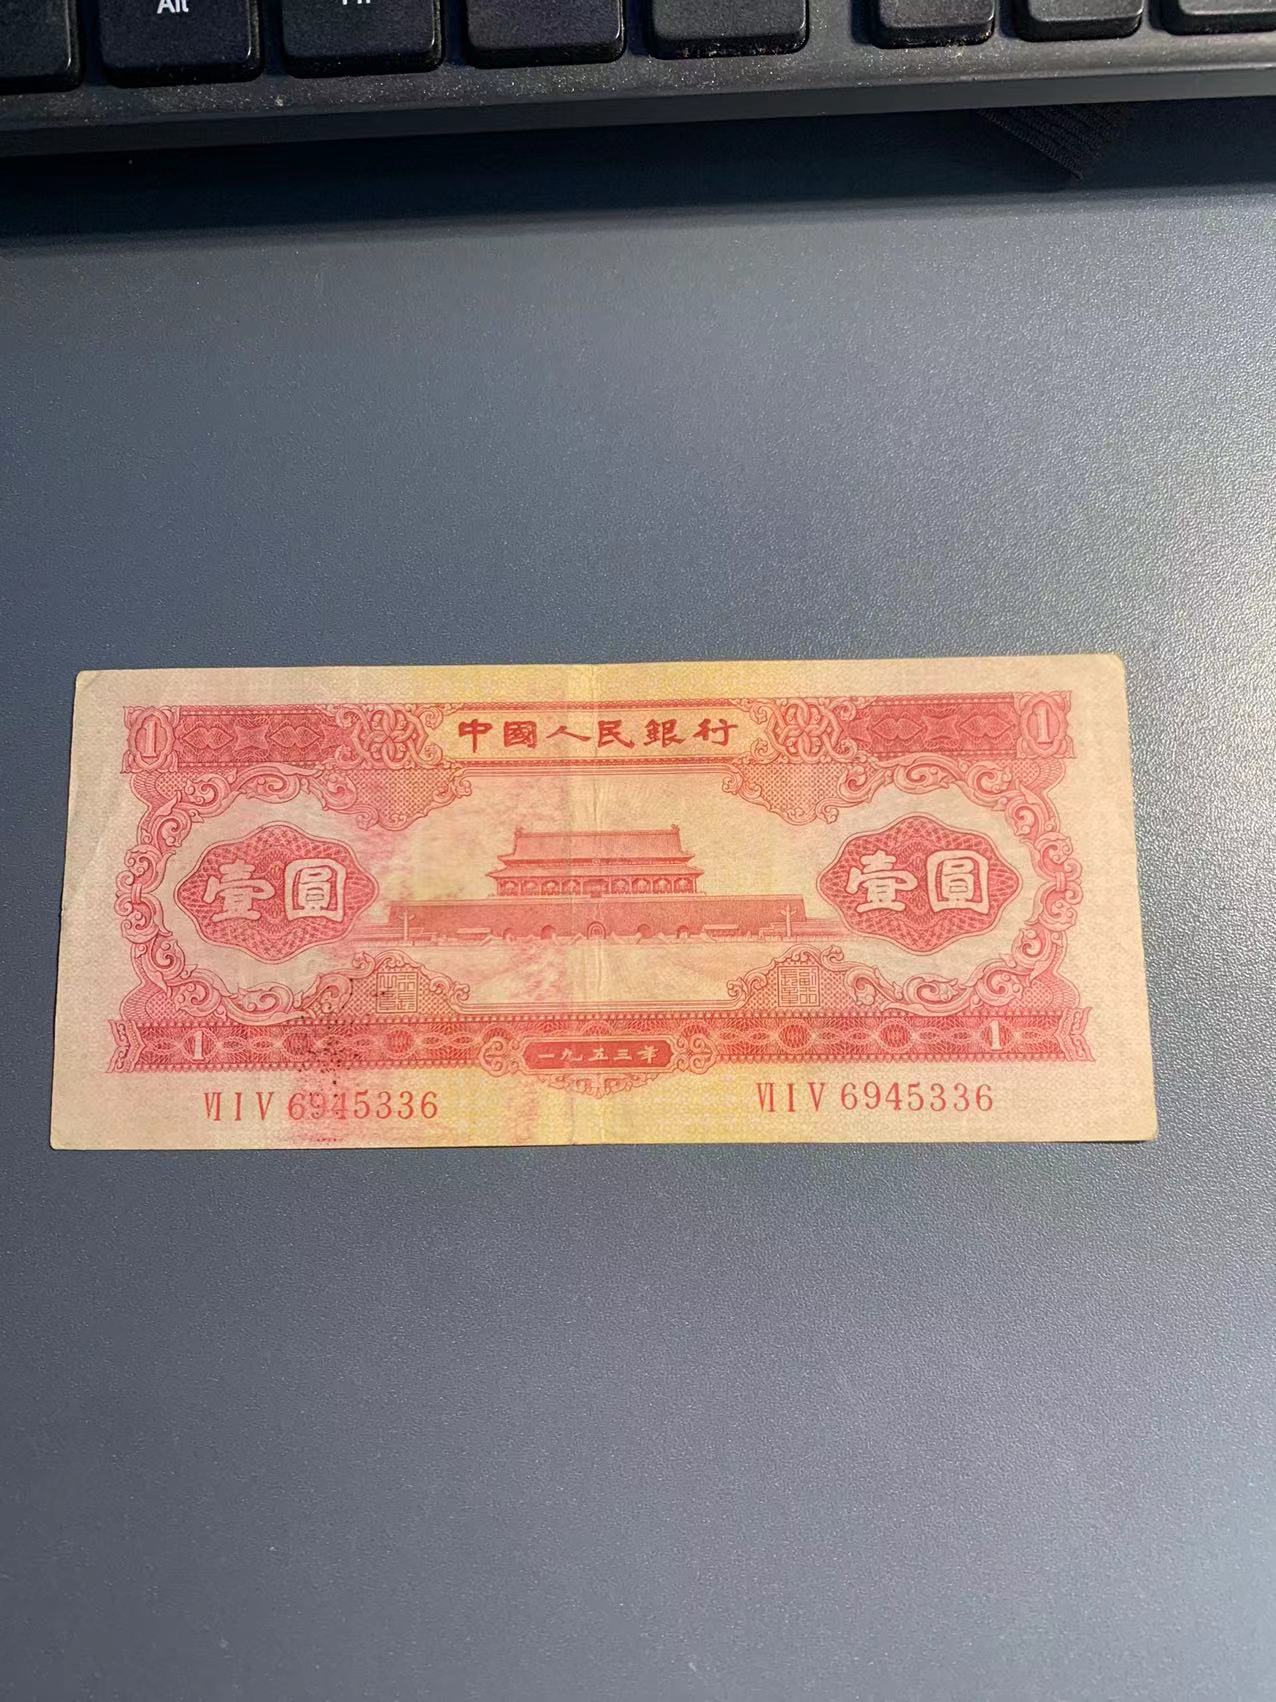 Alt
1 中國人民銀行 1
壹圓 壹圓
1 一九五三年 1
VII I V 6945336 VII I V 6945336